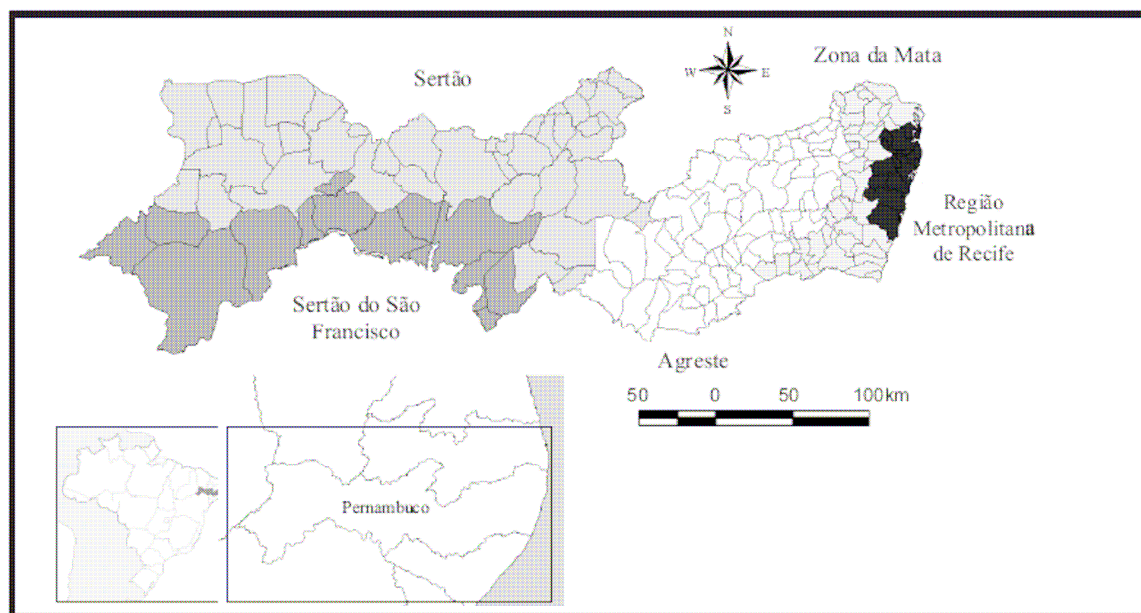 Zona da Mata
N
Sertão
W
E
S
Região
Metropolitana
de Recife
Sertão do São
Francisco
Agreste
50 0 50 100km
Pernambuco